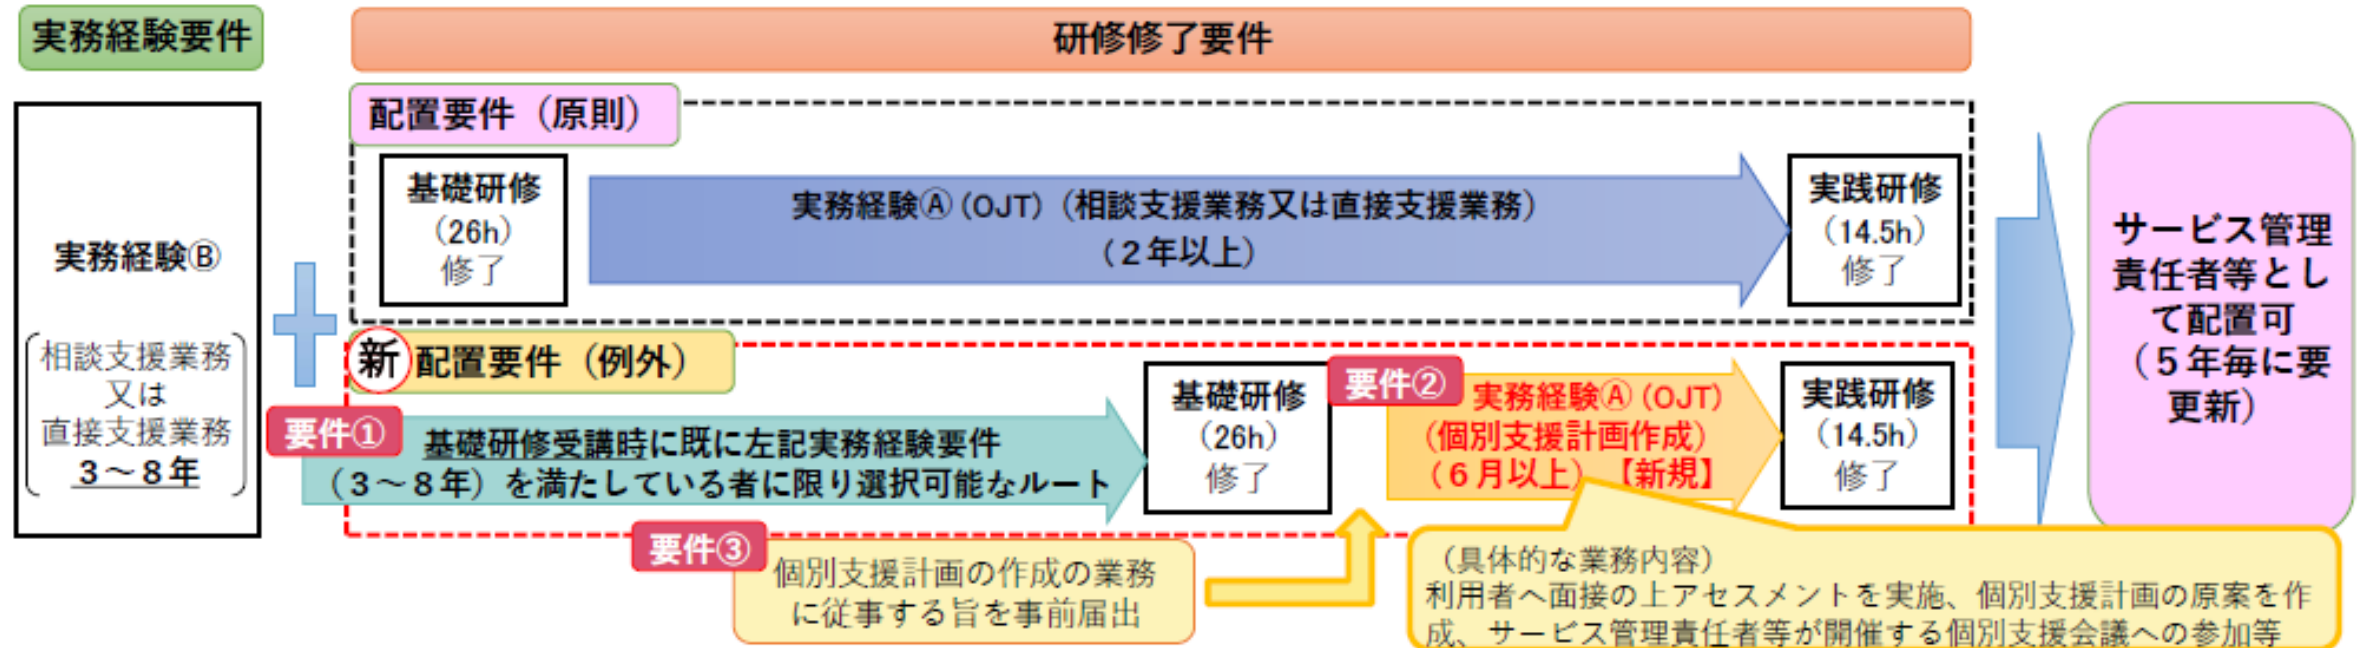 実務経験要件
研修修了要件
実務経験Ⓑ
相談支援業務
又は
直接支援業務
3～8年
配置要件（原則）
基礎研修
（26h）
修了
実務経験Ⓐ（OJT）（相談支援業務又は直接支援業務）
（２年以上）
実践研修
（14.5h）
修了
新
配置要件（例外）
要件①
基礎研修受講時に既に左記実務経験要件
（３～８年）を満たしている者に限り選択可能なルート
基礎研修
（26h）
修了
要件②
実務経験Ⓐ（OJT）
（個別支援計画作成）
（６月以上）【新規】
実践研修
（14.5h）
修了
要件③
個別支援計画の作成の業務
に従事する旨を事前届出
（具体的な業務内容）
利用者へ面接の上アセスメントを実施、個別支援計画の原案を作
成、サービス管理責任者等が開催する個別支援会議への参加等
サービス管理
責任者等とし
て配置可
（５年毎に要
更新）